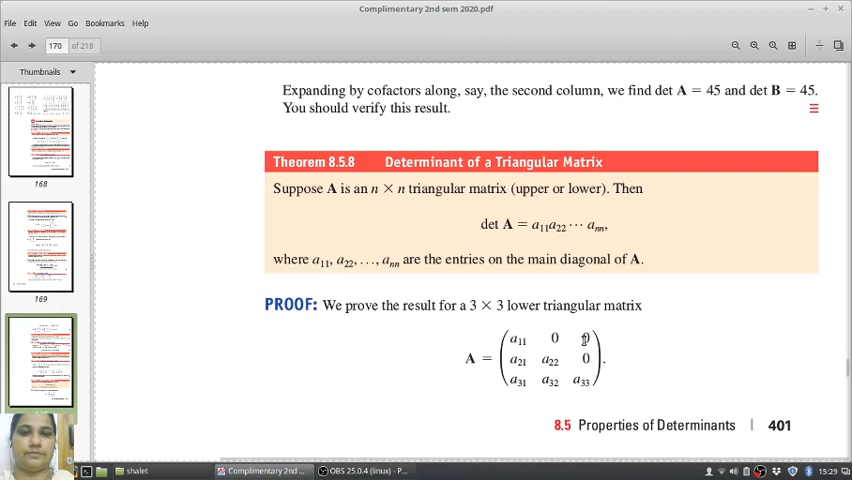 Complimentary 2nd sem 2020.pdf
File Edit View Go Bookmarks Help
170 of 218
Thumbnails
168
169
Expanding by cofactors along, say, the second column, we find det A = 45 and det B = 45.
You should verify this result.
Theorem 8.5.8 Determinant of a Triangular Matrix
Suppose A is an n × n triangular matrix (upper or lower). Then
det A = a₁₁a₂₂ ⋯ aₙₙ,
where a₁₁, a₂₂, …, aₙₙ are the entries on the main diagonal of A.
PROOF: We prove the result for a 3 × 3 lower triangular matrix
a₁₁ 0 0
A = a₂₁ a₂₂ 0 .
a₃₁ a₃₂ a₃₃
8.5 Properties of Determinants | 401
shalet Complimentary 2nd ... OBS 25.0.4 (linux) - P... 15:29